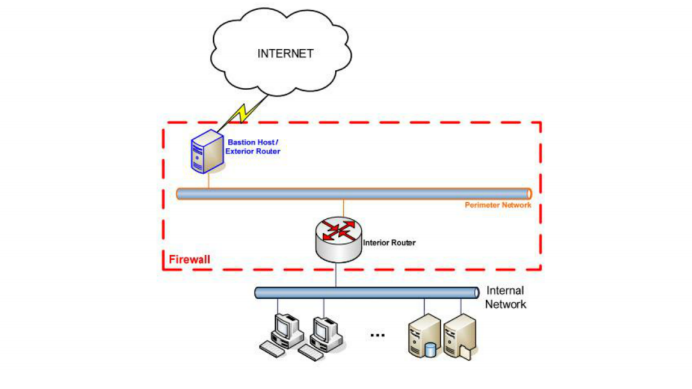 INTERNET
Bastion Host /
Exterior Router
Perimeter Network
Interior Router
Firewall
Internal
Network
...